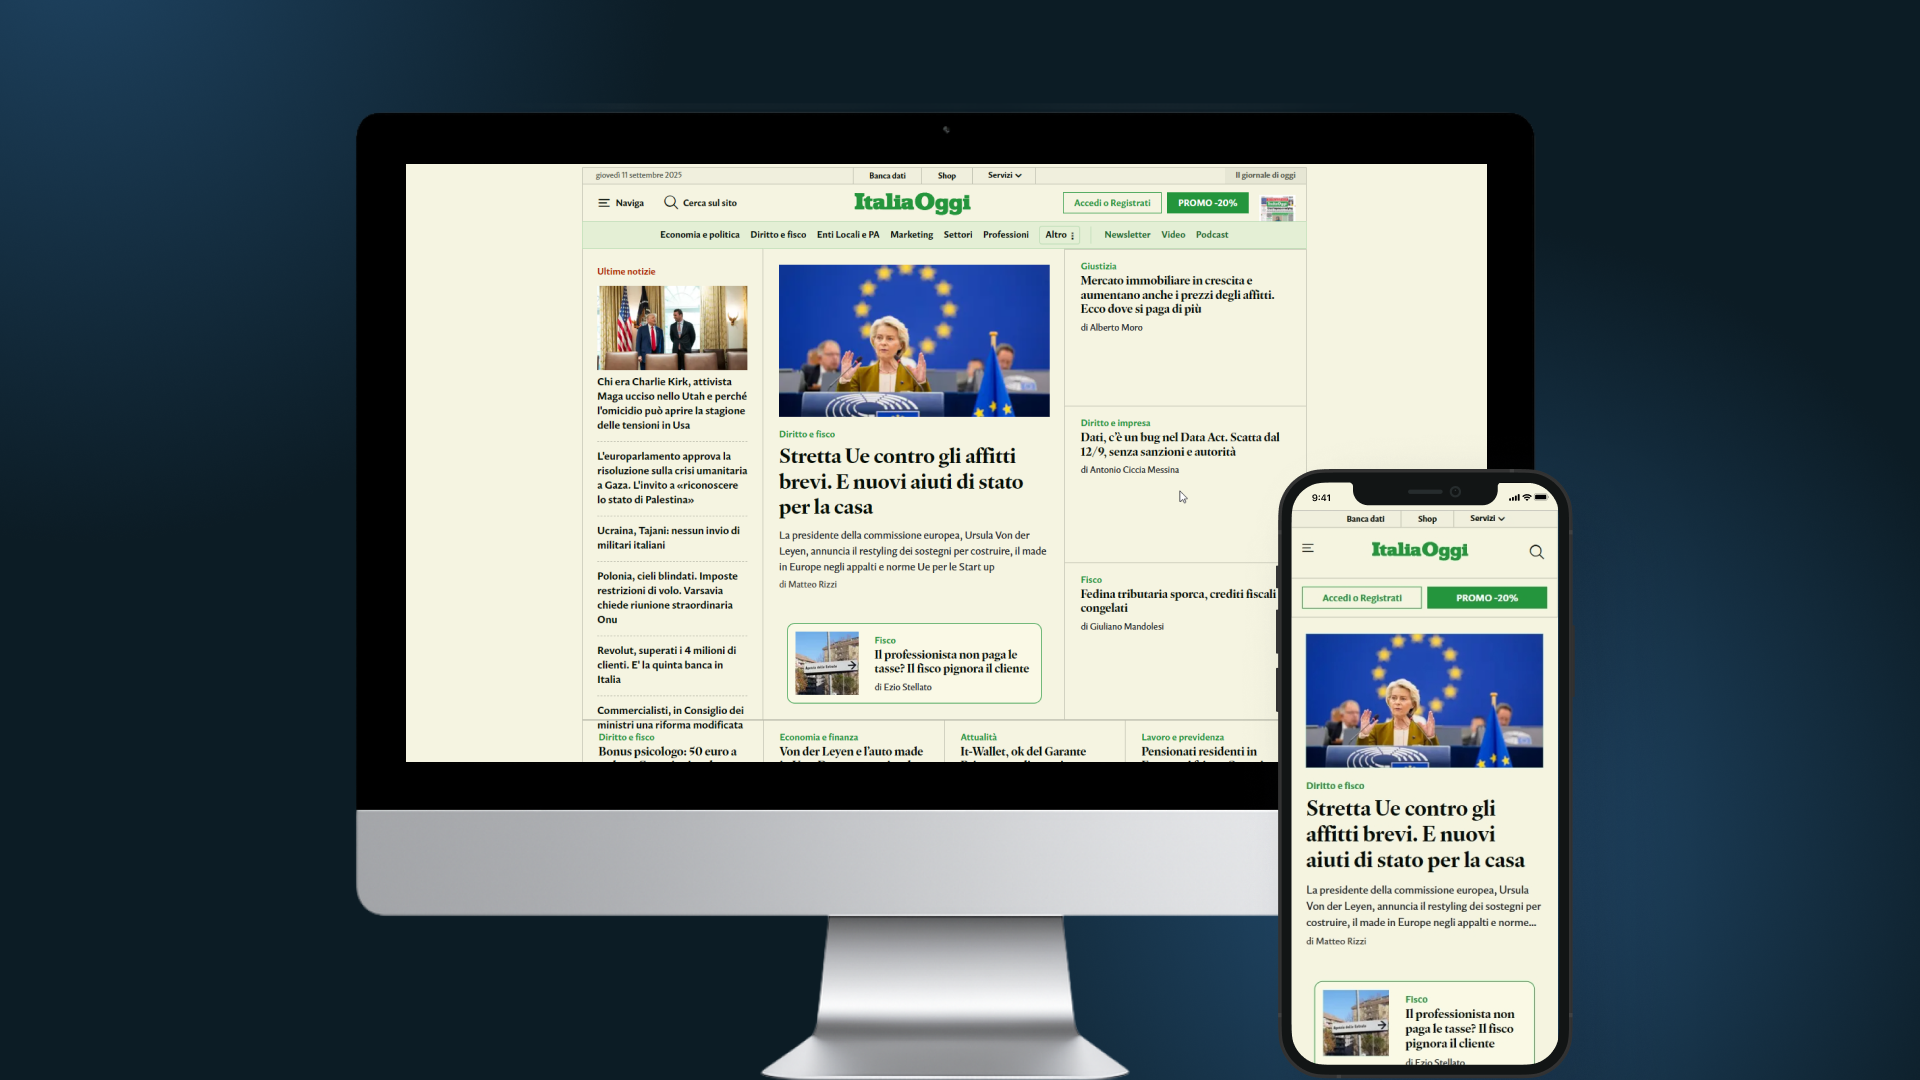 giovedì 11 settembre 2025
Banca dati
Shop
Servizi
Il giornale di oggi
Naviga
Cerca sul sito
ItaliaOggi
Accedi o Registrati
PROMO -20%
Economia e politica
Diritto e fisco
Enti Locali e PA
Marketing
Settori
Professioni
Altro
Newsletter
Video
Podcast
Ultime notizie
Chi era Charlie Kirk, attivista
Maga ucciso nello Utah e perché
l'omicidio può aprire la stagione
delle tensioni in Usa
L'europarlamento approva la
risoluzione sulla crisi umanitaria
a Gaza. L'invito a «riconoscere
lo stato di Palestina»
Ucraina, Tajani: nessun invio di
militari italiani
Polonia, cieli blindati. Imposte
restrizioni di volo. Varsavia
chiede riunione straordinaria
Onu
Revolut, superati i 4 milioni di
clienti. E' la quinta banca in
Italia
Commercialisti, in Consiglio dei
ministri una riforma modificata
Diritto e fisco
Stretta Ue contro gli affitti
brevi. E nuovi aiuti di stato
per la casa
La presidente della commissione europea, Ursula Von der
Leyen, annuncia il restyling dei sostegni per costruire, il made
in Europe negli appalti e norme Ue per le Start up
di Matteo Rizzi
Fisco
Il professionista non paga le
tasse? Il fisco pignora il cliente
di Ezio Stellato
Giustizia
Mercato immobiliare in crescita e
aumentano anche i prezzi degli affitti.
Ecco dove si paga di più
di Alberto Moro
Diritto e impresa
Dati, c'è un bug nel Data Act. Scatta dal
12/9, senza sanzioni e autorità
di Antonio Ciccia Messina
Fisco
Fedina tributaria sporca, crediti fiscali
congelati
di Giuliano Mandolesi
Diritto e fisco
Bonus psicologo: 50 euro a
Economia e finanza
Von der Leyen e l'auto made
Attualità
It-Wallet, ok del Garante
Lavoro e previdenza
Pensionati residenti in
9:41
Banca dati
Shop
Servizi
ItaliaOggi
Accedi o Registrati
PROMO -20%
Diritto e fisco
Stretta Ue contro gli
affitti brevi. E nuovi
aiuti di stato per la casa
La presidente della commissione europea, Ursula
Von der Leyen, annuncia il restyling dei sostegni per
costruire, il made in Europe negli appalti e norme...
di Matteo Rizzi
Fisco
Il professionista non
paga le tasse? Il fisco
pignora il cliente
di Ezio Stellato